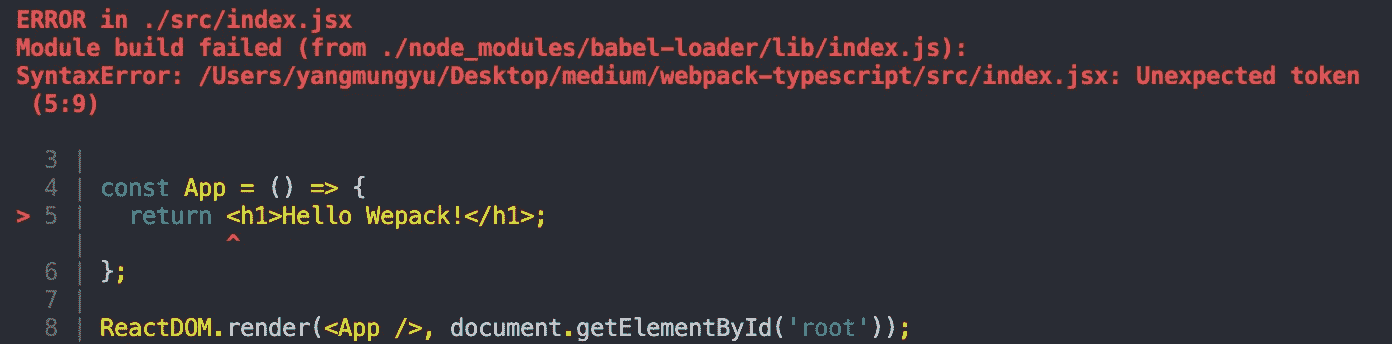 ERROR in ./src/index.jsx
Module build failed (from ./node_modules/babel-loader/lib/index.js):
SyntaxError: /Users/yangmungyu/Desktop/medium/webpack-typescript/src/index.jsx: Unexpected token
(5:9)
3 |
4 | const App = () => {
> 5 |   return <h1>Hello Wepack!</h1>;
|          ^
6 | };
7 |
8 | ReactDOM.render(<App />, document.getElementById('root'));